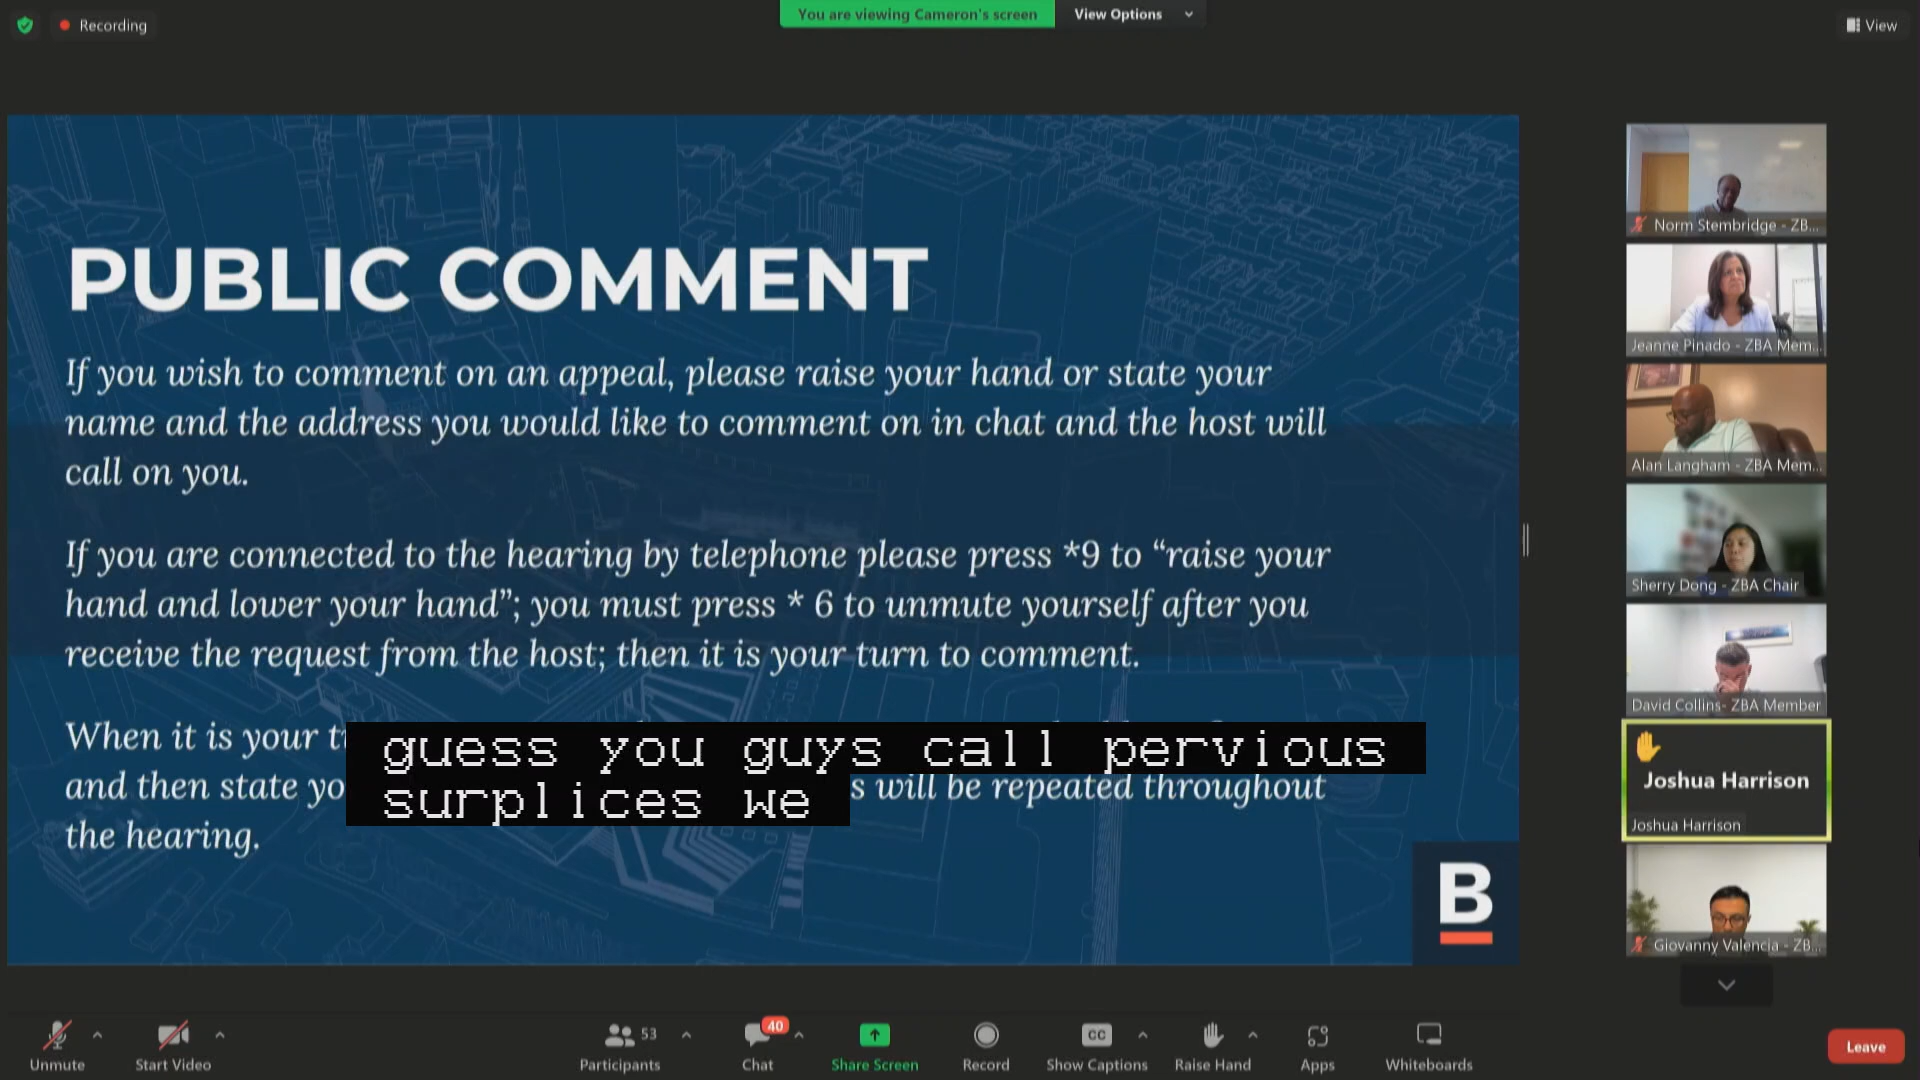 Recording
You are viewing Cameron's screen
View Options
View
PUBLIC COMMENT
If you wish to comment on an appeal, please raise your hand or state your
name and the address you would like to comment on in chat and the host will
call on you.
If you are connected to the hearing by telephone please press *9 to “raise your
hand and lower your hand”; you must press * 6 to unmute yourself after you
receive the request from the host; then it is your turn to comment.
When it is your
and then state
s will be repeated throughout
the hearing.
guess you guys call pervious
surplices we
B
Norm Stembridge - ZB...
Jeanne Pinado - ZBA Mem...
Alan Langham - ZBA Mem...
Sherry Dong - ZBA Chair
David Collins- ZBA Member
Joshua Harrison
Joshua Harrison
Giovanny Valencia - ZB...
Unmute
Start Video
53
Participants
40
Chat
Share Screen
Record
CC
Show Captions
Raise Hand
Apps
Whiteboards
Leave